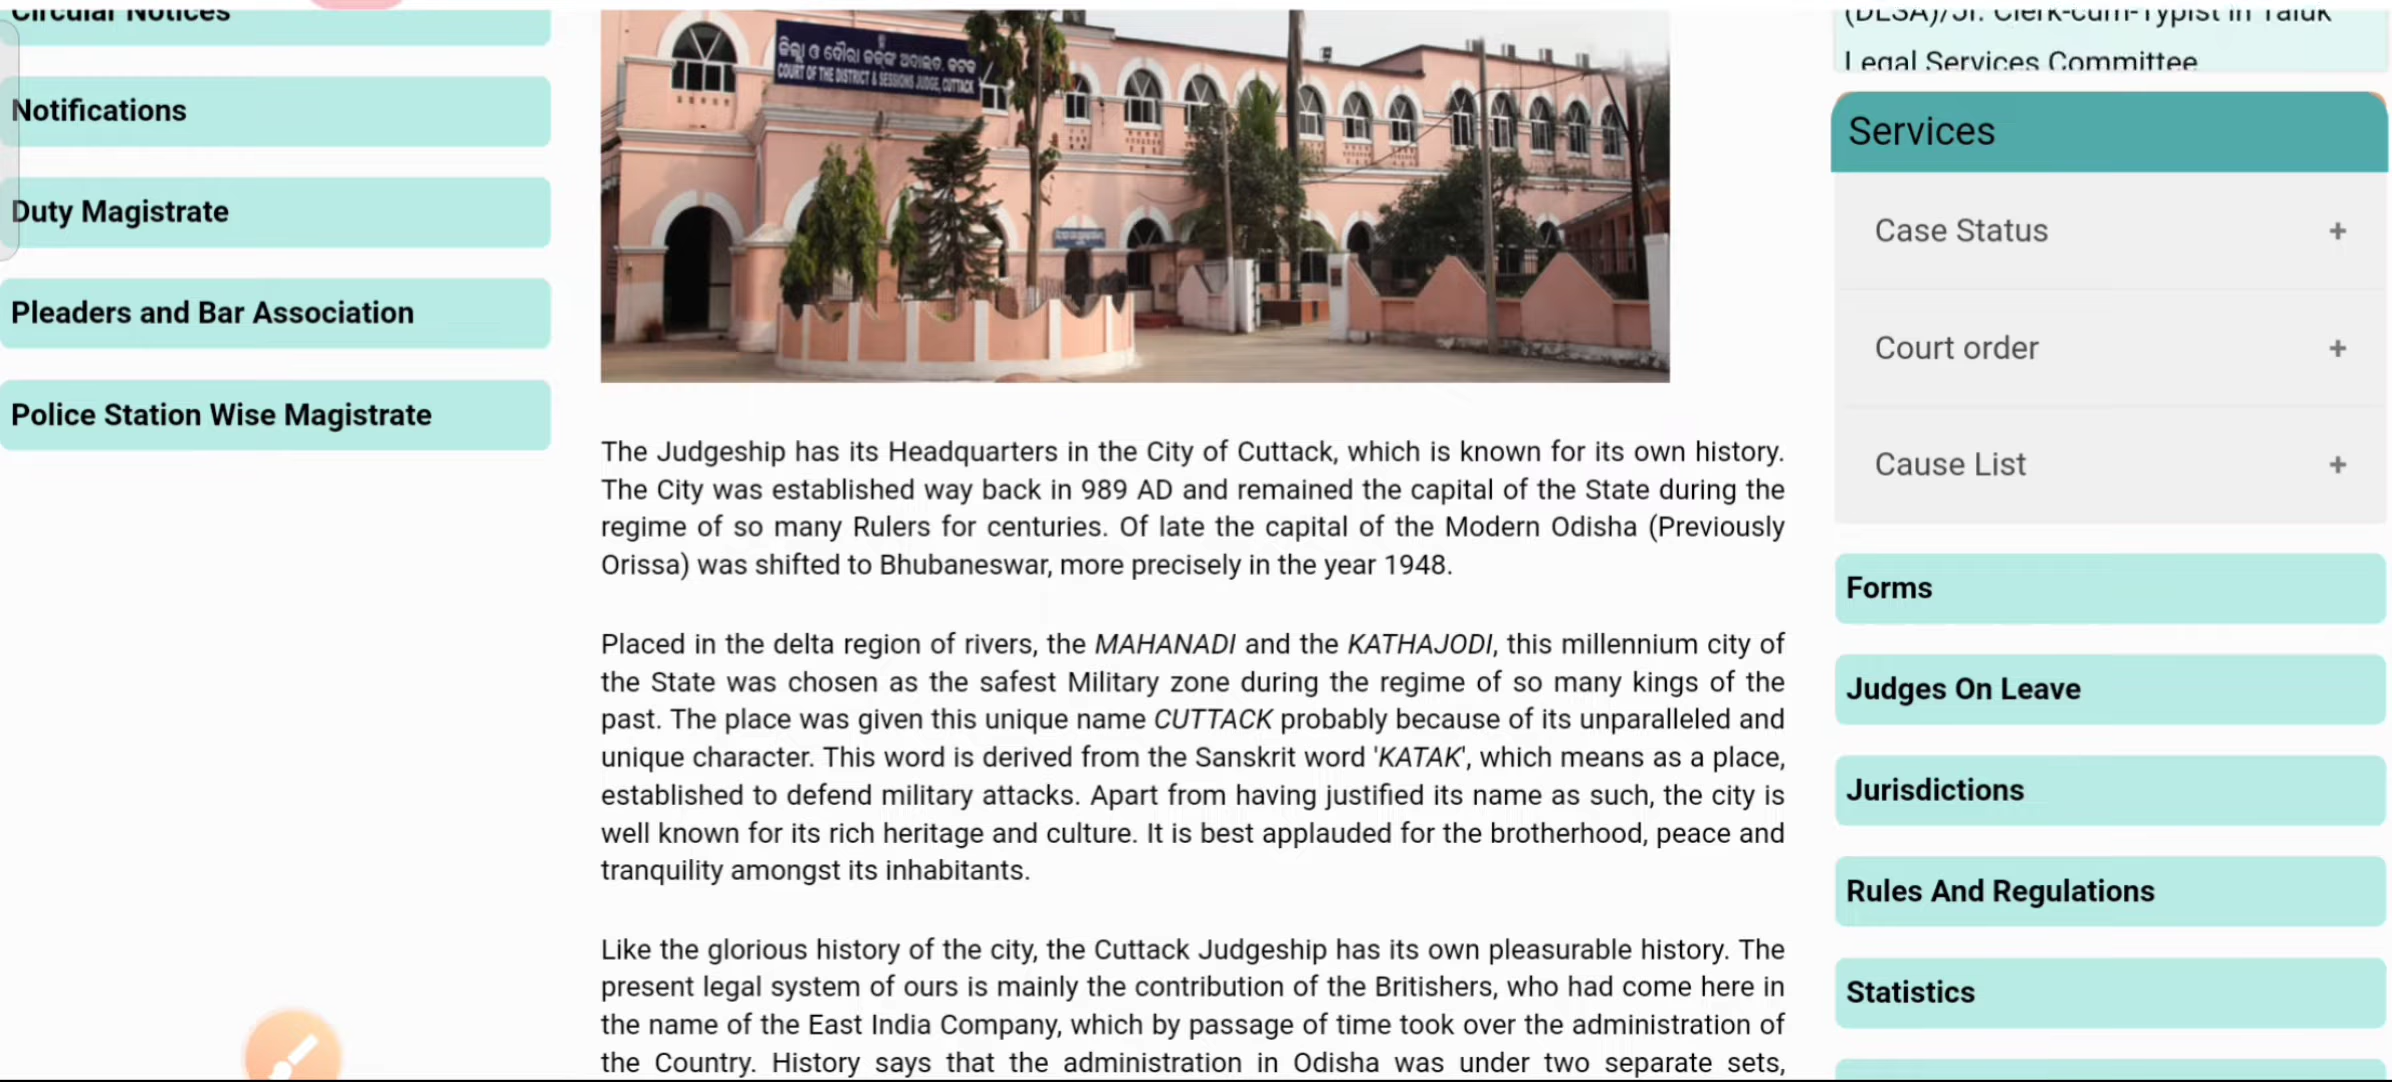 Circular Notices
Notifications
Duty Magistrate
Pleaders and Bar Association
Police Station Wise Magistrate
ଜିଲ୍ଲା ଓ ଦୌରା ଜଜ୍‌ଙ୍କ ଅଦାଲତ, କଟକ
COURT OF THE DISTRICT & SESSIONS JUDGE, CUTTACK
The Judgeship has its Headquarters in the City of Cuttack, which is known for its own history.
The City was established way back in 989 AD and remained the capital of the State during the
regime of so many Rulers for centuries. Of late the capital of the Modern Odisha (Previously
Orissa) was shifted to Bhubaneswar, more precisely in the year 1948.
Placed in the delta region of rivers, the MAHANADI and the KATHAJODI, this millennium city of
the State was chosen as the safest Military zone during the regime of so many kings of the
past. The place was given this unique name CUTTACK probably because of its unparalleled and
unique character. This word is derived from the Sanskrit word 'KATAK', which means as a place,
established to defend military attacks. Apart from having justified its name as such, the city is
well known for its rich heritage and culture. It is best applauded for the brotherhood, peace and
tranquility amongst its inhabitants.
Like the glorious history of the city, the Cuttack Judgeship has its own pleasurable history. The
present legal system of ours is mainly the contribution of the Britishers, who had come here in
the name of the East India Company, which by passage of time took over the administration of
the Country. History says that the administration in Odisha was under two separate sets,
(DLSA)/Jr. Clerk-cum-Typist in Taluk
Legal Services Committee
Services
Case Status +
Court order +
Cause List +
Forms
Judges On Leave
Jurisdictions
Rules And Regulations
Statistics